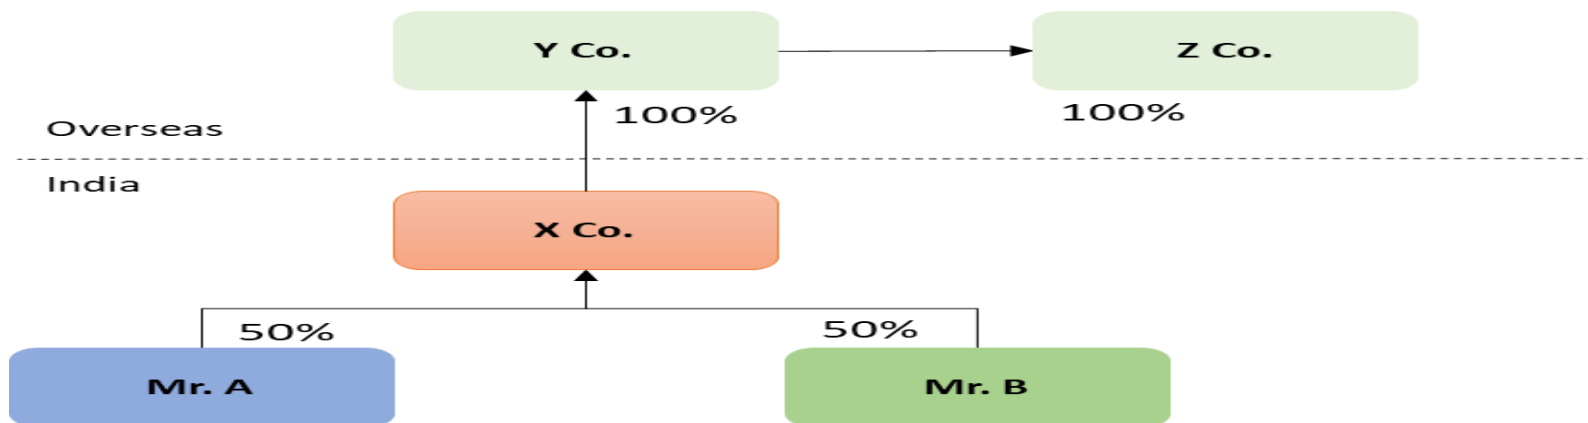 Y Co.
Z Co.
100%
100%
Overseas
India
X Co.
50%
50%
Mr. A
Mr. B